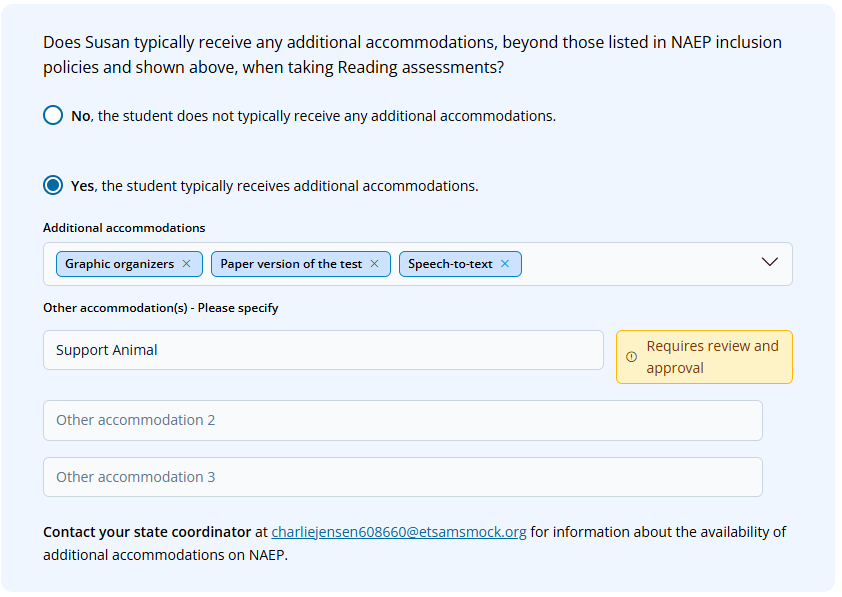 Does Susan typically receive any additional accommodations, beyond those listed in NAEP inclusion
policies and shown above, when taking Reading assessments?
No, the student does not typically receive any additional accommodations.
Yes, the student typically receives additional accommodations.
Additional accommodations
Graphic organizers × Paper version of the test × Speech-to-text ×
Other accommodation(s) - Please specify
Support Animal
Requires review and
approval
Other accommodation 2
Other accommodation 3
Contact your state coordinator at charliejensen608660@etsamsmock.org for information about the availability of
additional accommodations on NAEP.